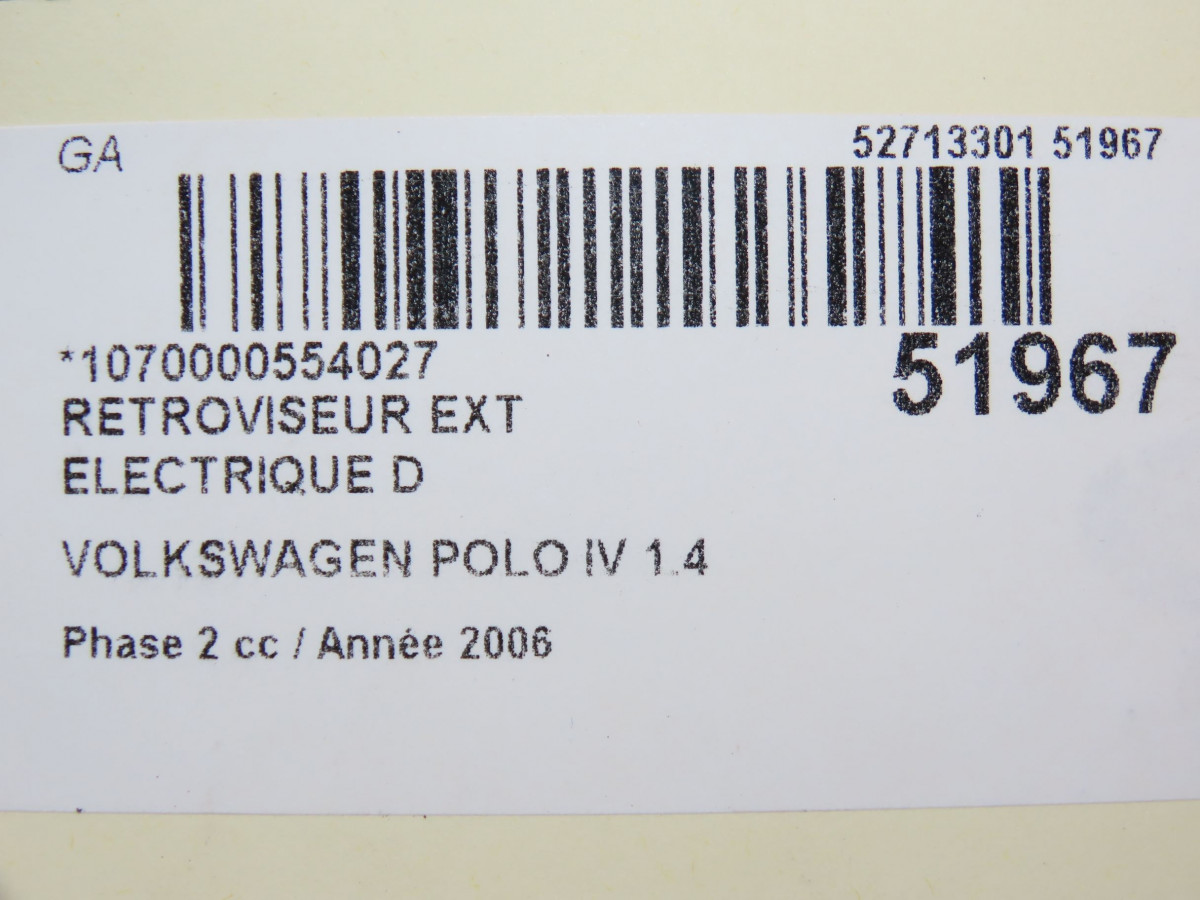 GA
52713301 51967
*1070000554027
51967
RETROVISEUR EXT
ELECTRIQUE D
VOLKSWAGEN POLO IV 1.4
Phase 2 cc / Année 2006